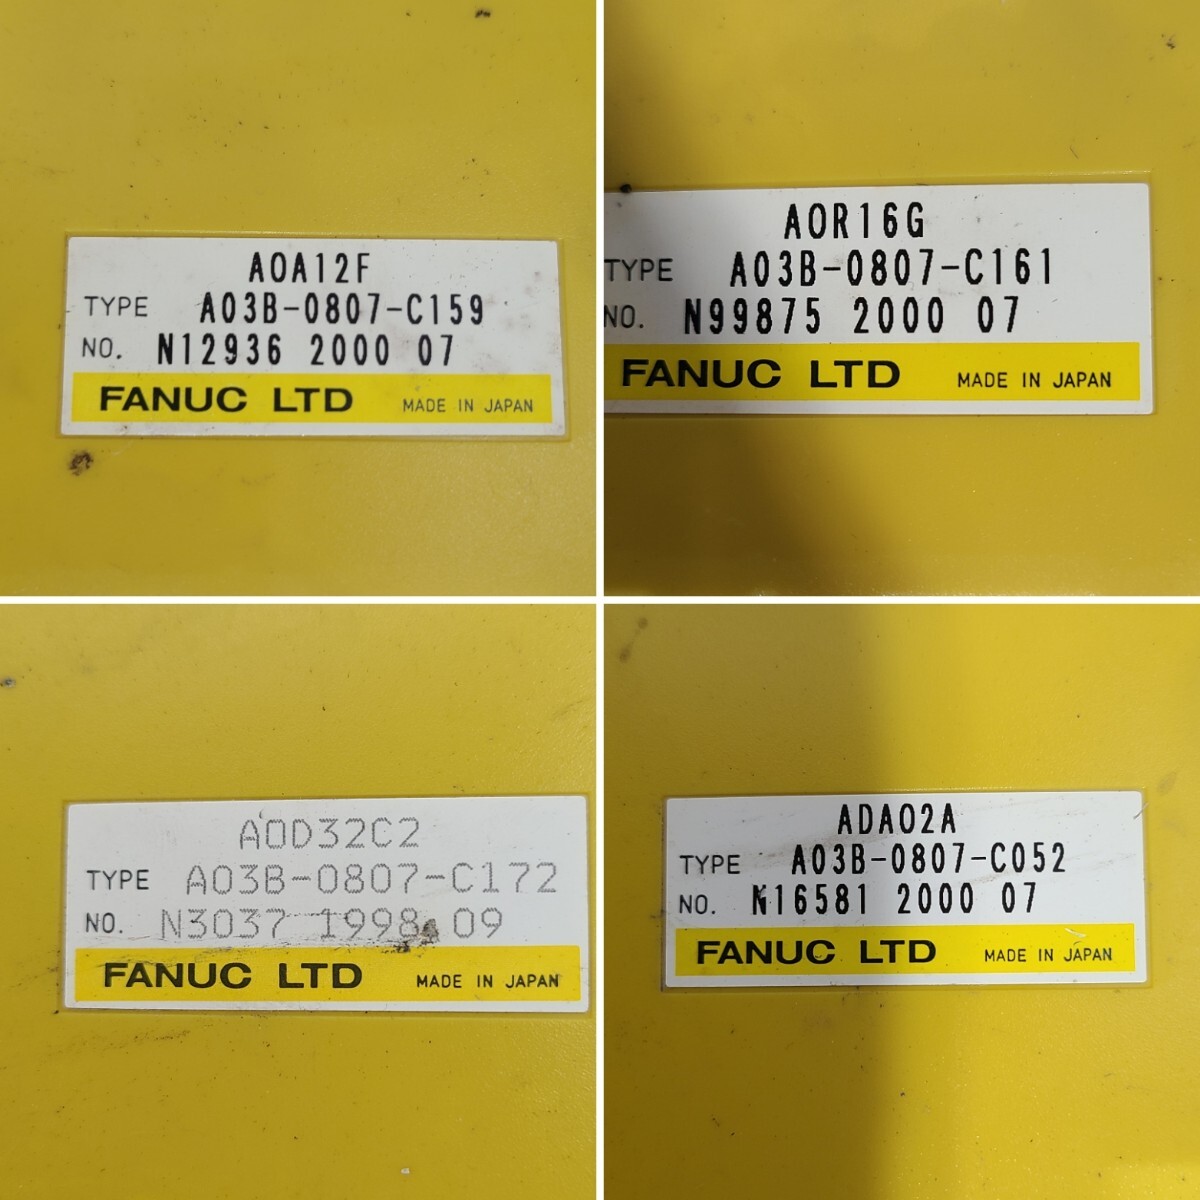 AOA12F
TYPE A03B-0807-C159
NO. N12936 2000 07
FANUC LTD MADE IN JAPAN
AOR16G
TYPE A03B-0807-C161
NO. N99875 2000 07
FANUC LTD MADE IN JAPAN
AOD32C2
TYPE A03B-0807-C172
NO. N3037 1998 09
FANUC LTD MADE IN JAPAN
ADA02A
TYPE A03B-0807-C052
NO. N16581 2000 07
FANUC LTD MADE IN JAPAN